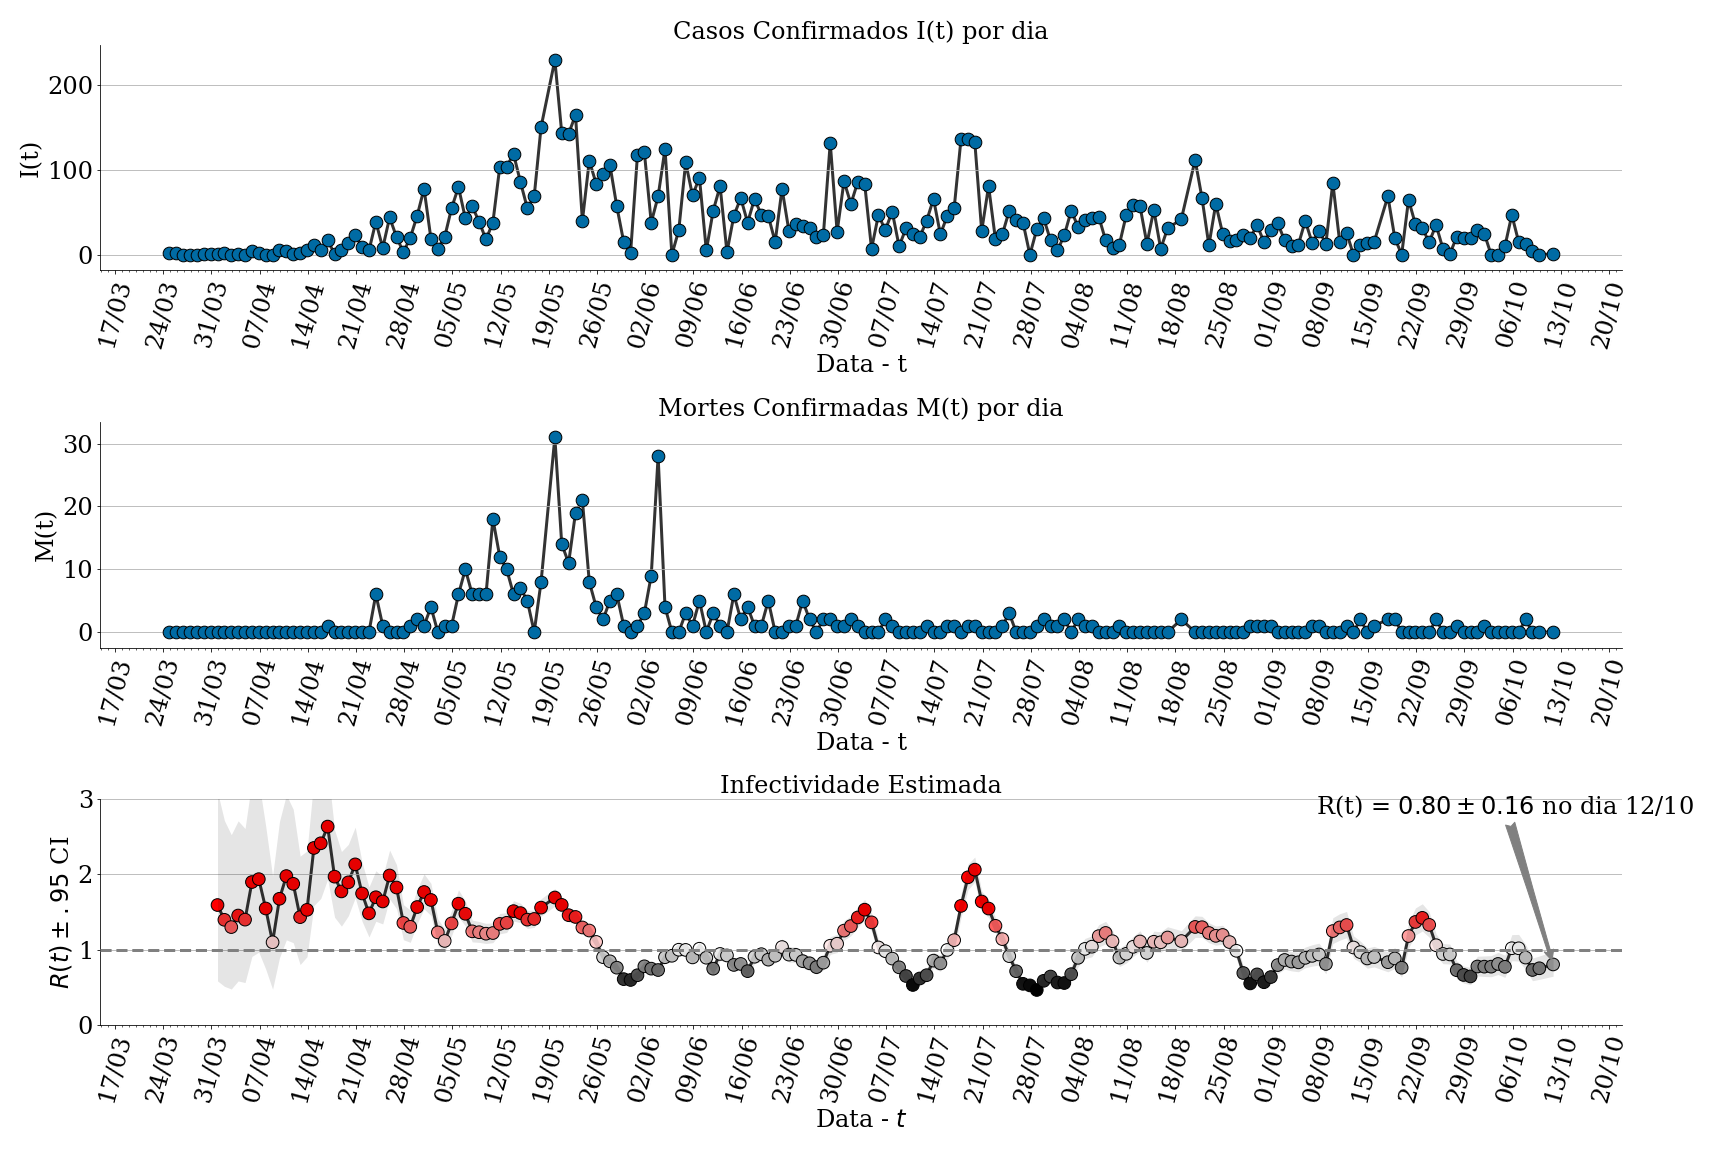 Casos Confirmados I(t) por dia
I(t)
200
100
0
17/03 24/03 31/03 07/04 14/04 21/04 28/04 05/05 12/05 19/05 26/05 02/06 09/06 16/06 23/06 30/06 07/07 14/07 21/07 28/07 04/08 11/08 18/08 25/08 01/09 08/09 15/09 22/09 29/09 06/10 13/10 20/10
Data - t
Mortes Confirmadas M(t) por dia
M(t)
30
20
10
0
17/03 24/03 31/03 07/04 14/04 21/04 28/04 05/05 12/05 19/05 26/05 02/06 09/06 16/06 23/06 30/06 07/07 14/07 21/07 28/07 04/08 11/08 18/08 25/08 01/09 08/09 15/09 22/09 29/09 06/10 13/10 20/10
Data - t
Infectividade Estimada
R(t) = 0.80 ± 0.16 no dia 12/10
R(t) ± .95 CI
3
2
1
0
17/03 24/03 31/03 07/04 14/04 21/04 28/04 05/05 12/05 19/05 26/05 02/06 09/06 16/06 23/06 30/06 07/07 14/07 21/07 28/07 04/08 11/08 18/08 25/08 01/09 08/09 15/09 22/09 29/09 06/10 13/10 20/10
Data - t